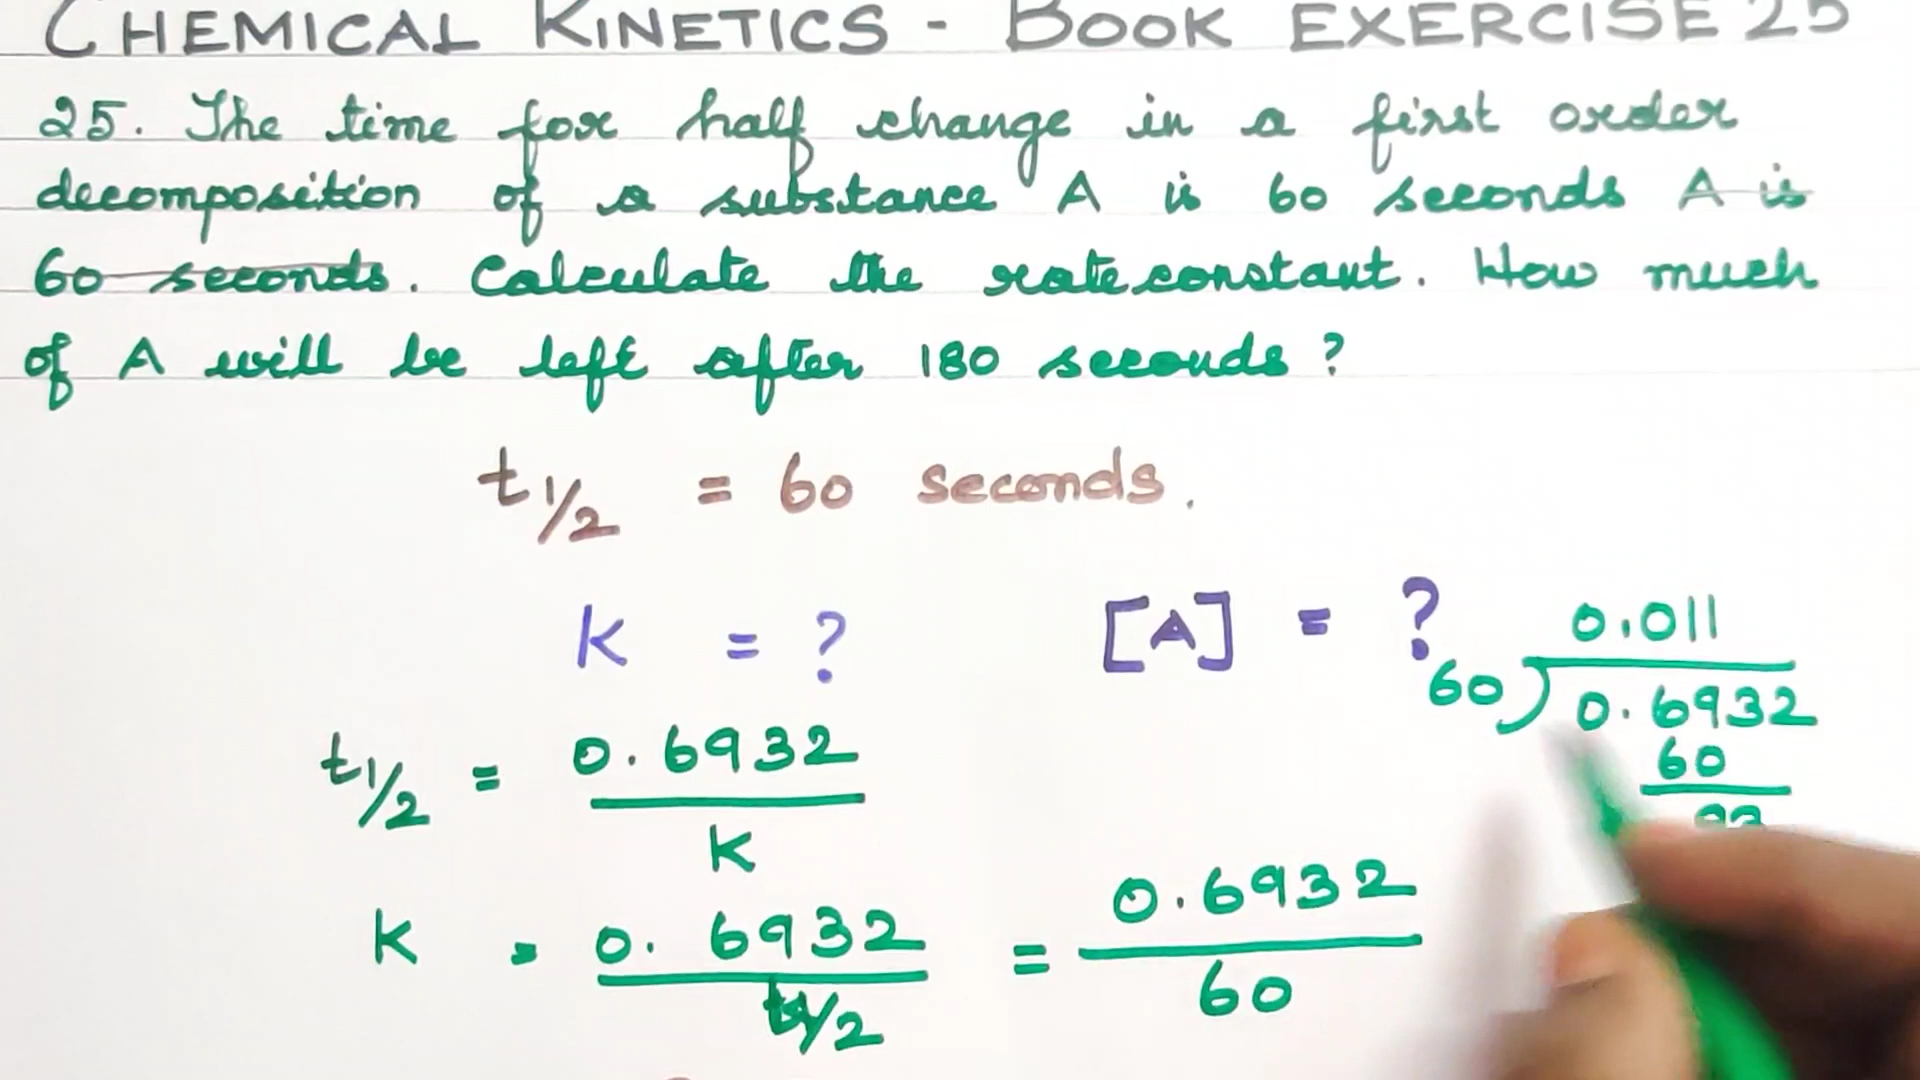 CHEMICAL KINETICS - BOOK EXERCISE 25
25. The time for half change in a first order
decomposition of a substance A is 60 seconds A is
60 seconds. Calculate the rate constant. How much
of A will be left after 180 seconds?
t1/2 = 60 seconds.
K = ?
[A] = ?
0.011
60 ) 0.6932
60
93
t1/2 = 0.6932
K
K = 0.6932 = 0.6932
t1/2 60